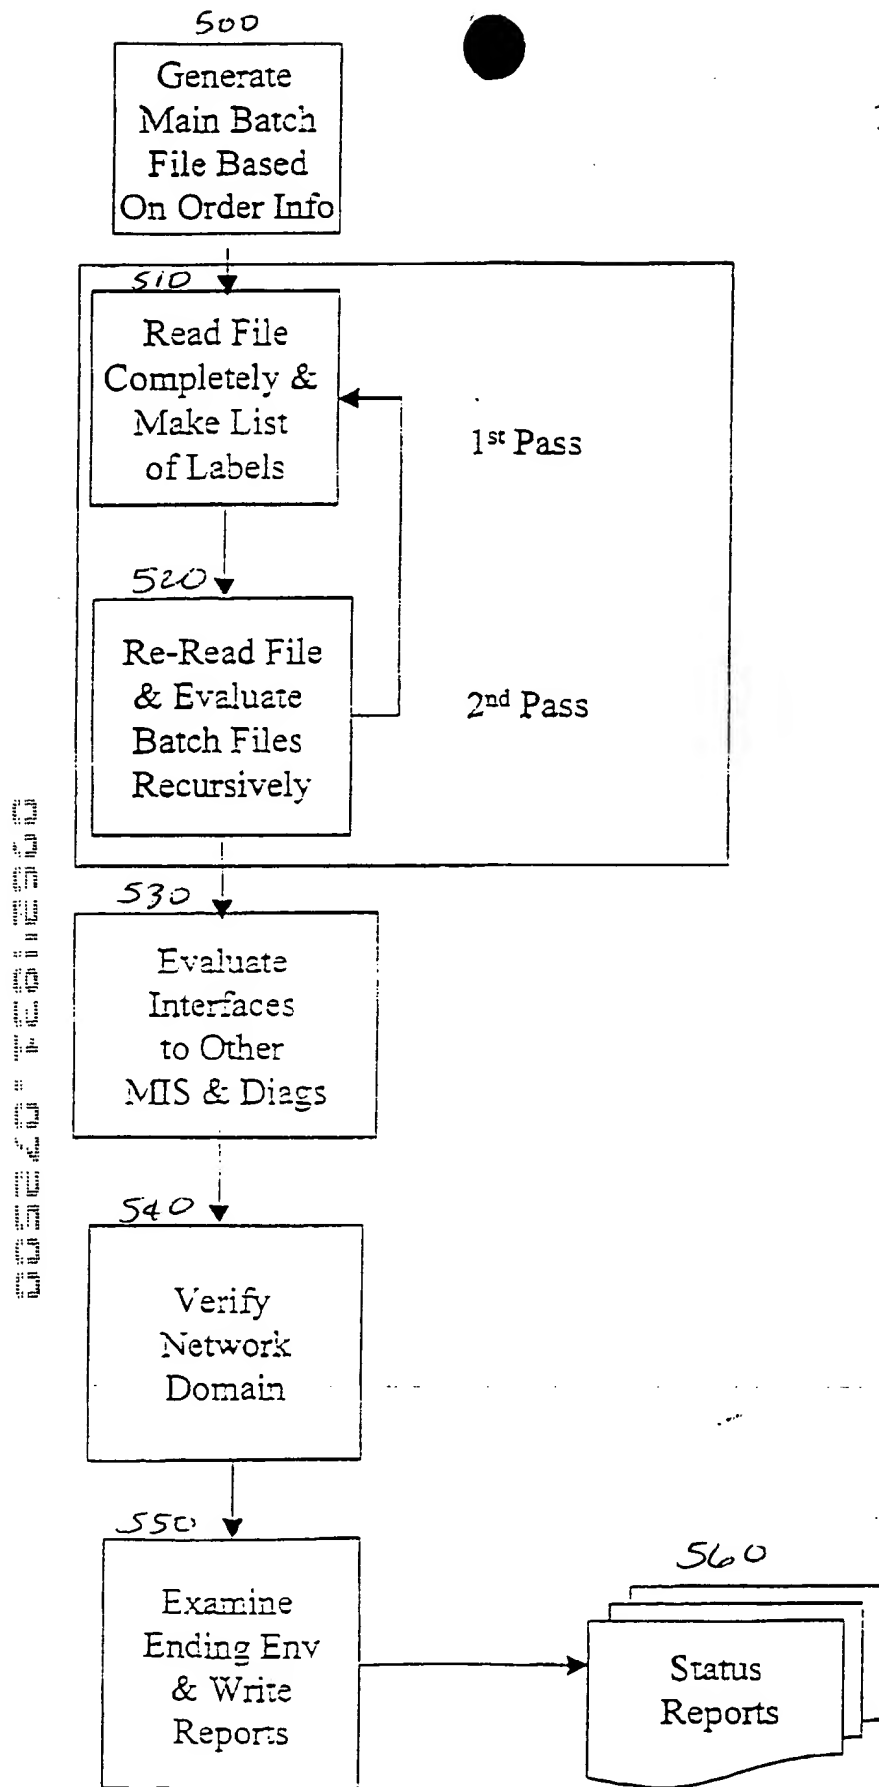 500
Generate
Main Batch
File Based
On Order Info
510
Read File
Completely &
Make List
of Labels
1st Pass
520
Re-Read File
& Evaluate
Batch Files
Recursively
2nd Pass
530
Evaluate
Interfaces
to Other
MIS & Diags
540
Verify
Network
Domain
550
Examine
Ending Env
& Write
Reports
560
Status
Reports